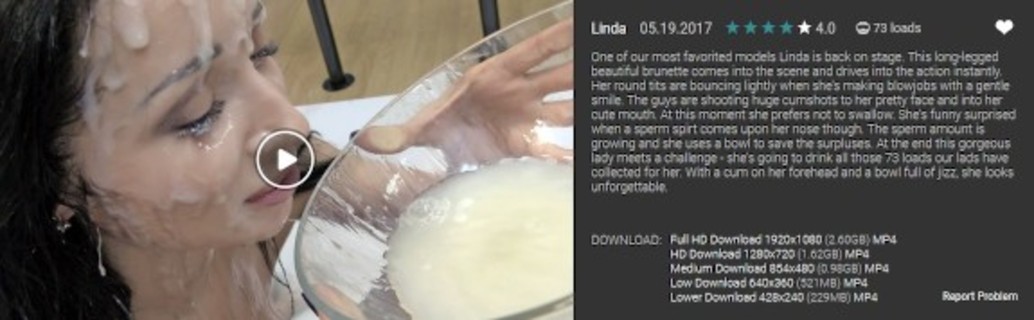 Linda 05.19.2017 4.0 73 loads
One of our most favorited models Linda is back on stage. This long-legged
beautiful brunette comes into the scene and drives into the action instantly.
Her round tits are bouncing lightly when she's making blowjobs with a gentle
smile. The guys are shooting huge cumshots to her pretty face and into her
cute mouth. At this moment she prefers not to swallow. She's funny surprised
when a sperm spirt comes upon her nose though. The sperm amount is
growing and she uses a bowl to save the surpluses. At the end this gorgeous
lady meets a challenge - she's going to drink all those 73 loads our lads have
collected for her. With a cum on her forehead and a bowl full of jizz, she looks
unforgettable.
DOWNLOAD: Full HD Download 1920x1080 (2.60GB) MP4
HD Download 1280x720 (1.62GB) MP4
Medium Download 854x480 (0.98GB) MP4
Low Download 640x360 (521MB) MP4
Lower Download 428x240 (229MB) MP4
Report Problem